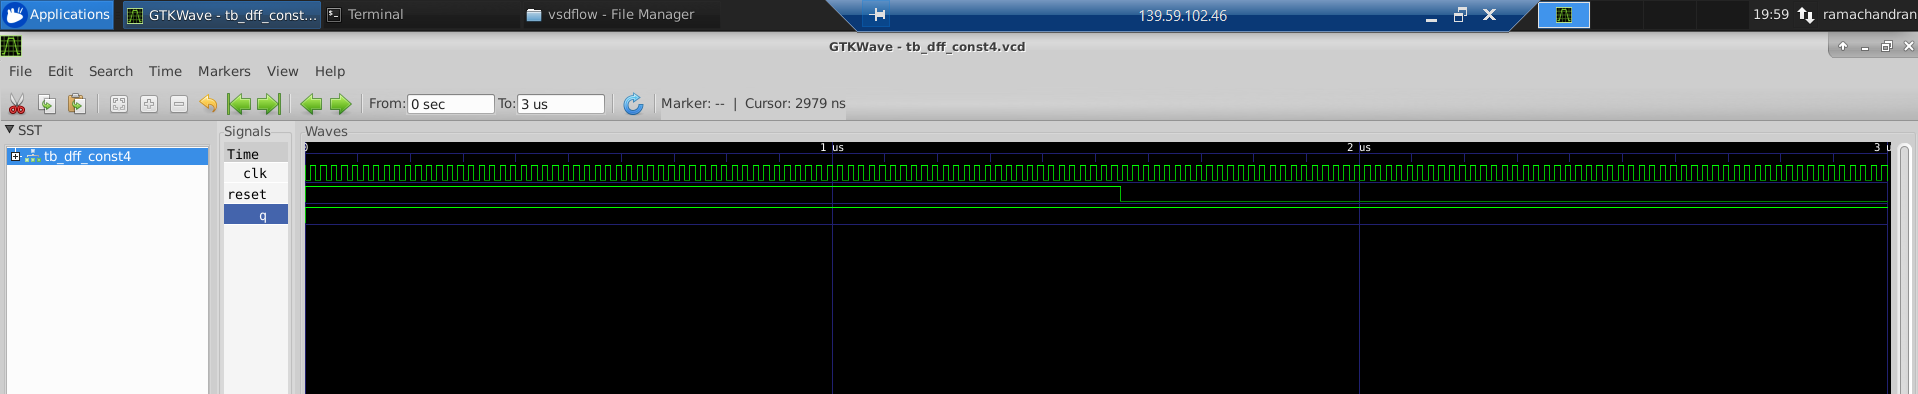 Applications
GTKWave - tb_dff_const...
Terminal
vsdflow - File Manager
139.59.102.46
19:59
ramachandran
GTKWave - tb_dff_const4.vcd
File Edit Search Time Markers View Help
From: 0 sec To: 3 us Marker: -- | Cursor: 2979 ns
SST
tb_dff_const4
Signals
Time
clk
reset
q
Waves
0 1 us 2 us 3 u